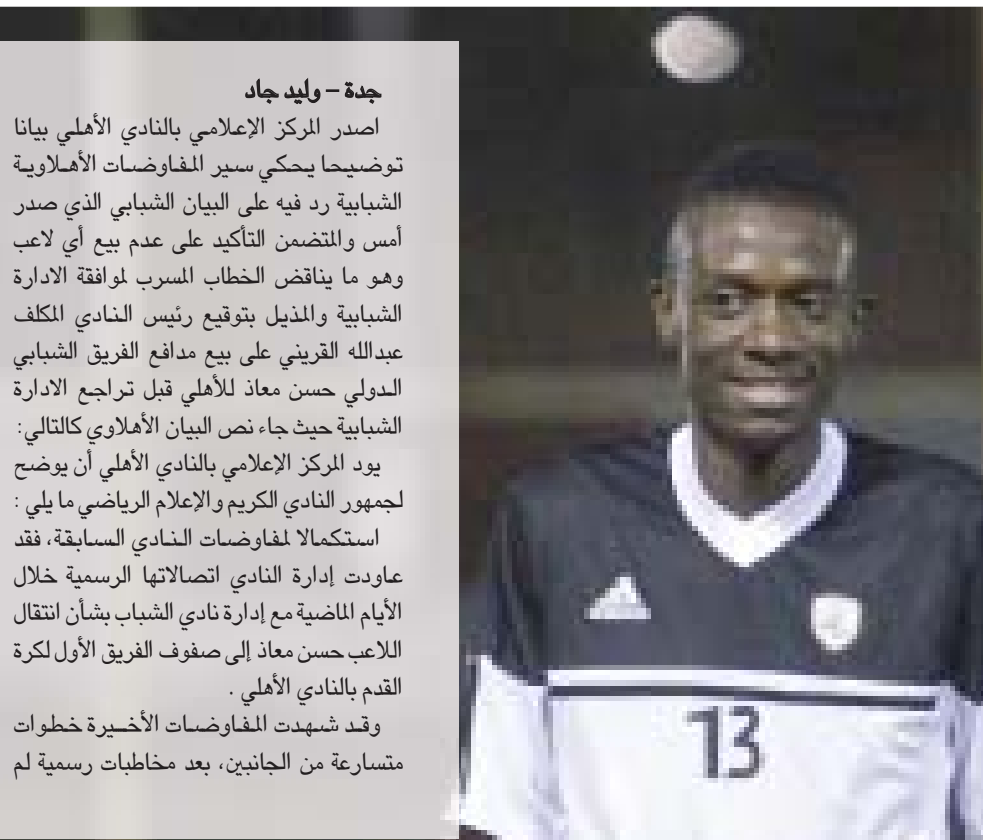 جدة – وليد جاد
اصدر المركز الإعلامي بالنادي الأهلي بيانا
توضيحا يحكي سير المفاوضات الأهلاوية
الشبابية رد فيه على البيان الشبابي الذي صدر
أمس والمتضمن التأكيد على عدم بيع أي لاعب
وهو ما يناقض الخطاب المسرب لموافقة الادارة
الشبابية والمذيل بتوقيع رئيس النادي المكلف
عبدالله القريني على بيع مدافع الفريق الشبابي
الدولي حسن معاذ للأهلي قبل تراجع الادارة
الشبابية حيث جاء نص البيان الأهلاوي كالتالي:
يود المركز الإعلامي بالنادي الأهلي أن يوضح
لجمهور النادي الكريم والإعلام الرياضي ما يلي :
استكمالا لمفاوضات النادي السابقة، فقد
عاودت إدارة النادي اتصالاتها الرسمية خلال
الأيام الماضية مع إدارة نادي الشباب بشأن انتقال
اللاعب حسن معاذ إلى صفوف الفريق الأول لكرة
القدم بالنادي الأهلي .
وقد شهدت المفاوضات الأخيرة خطوات
متسارعة من الجانبين، بعد مخاطبات رسمية لم
13